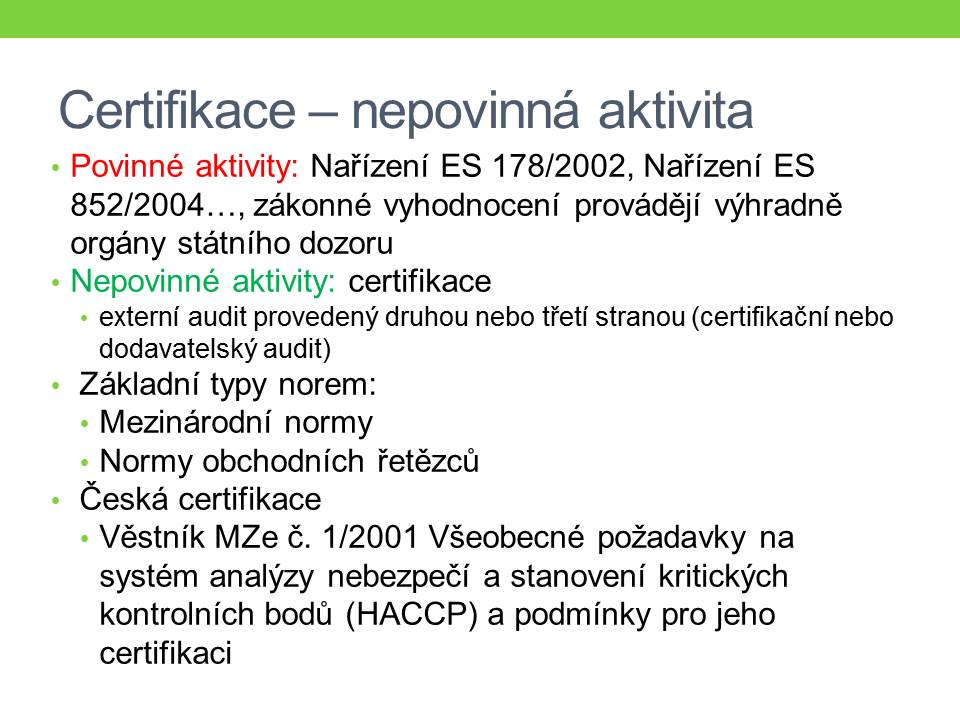 Certifikace – nepovinná aktivita
• Povinné aktivity: Nařízení ES 178/2002, Nařízení ES
852/2004…, zákonné vyhodnocení provádějí výhradně
orgány státního dozoru
• Nepovinné aktivity: certifikace
• externí audit provedený druhou nebo třetí stranou (certifikační nebo
dodavatelský audit)
• Základní typy norem:
• Mezinárodní normy
• Normy obchodních řetězců
• Česká certifikace
• Věstník MZe č. 1/2001 Všeobecné požadavky na
systém analýzy nebezpečí a stanovení kritických
kontrolních bodů (HACCP) a podmínky pro jeho
certifikaci